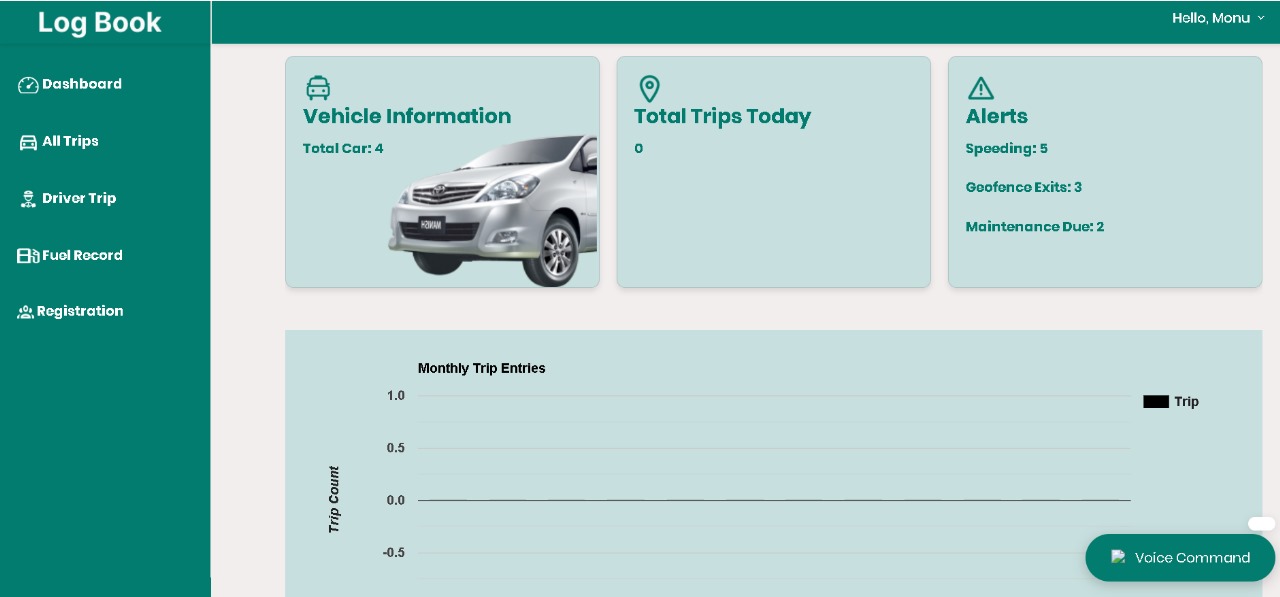 Log Book
Hello, Monu
Dashboard
All Trips
Driver Trip
Fuel Record
Registration
Vehicle Information
Total Car: 4
Total Trips Today
0
Alerts
Speeding: 5
Geofence Exits: 3
Maintenance Due: 2
Monthly Trip Entries
1.0
0.5
0.0
-0.5
Trip Count
Trip
Voice Command